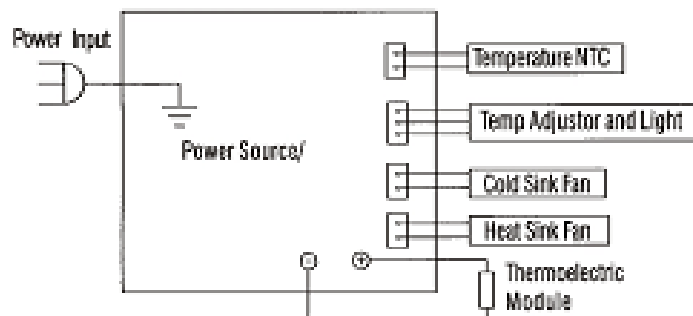 Power Input
Temperature NTC
Temp Adjustor and Light
Power Source/
Cold Sink Fan
Heat Sink Fan
Thermoelectric
Module